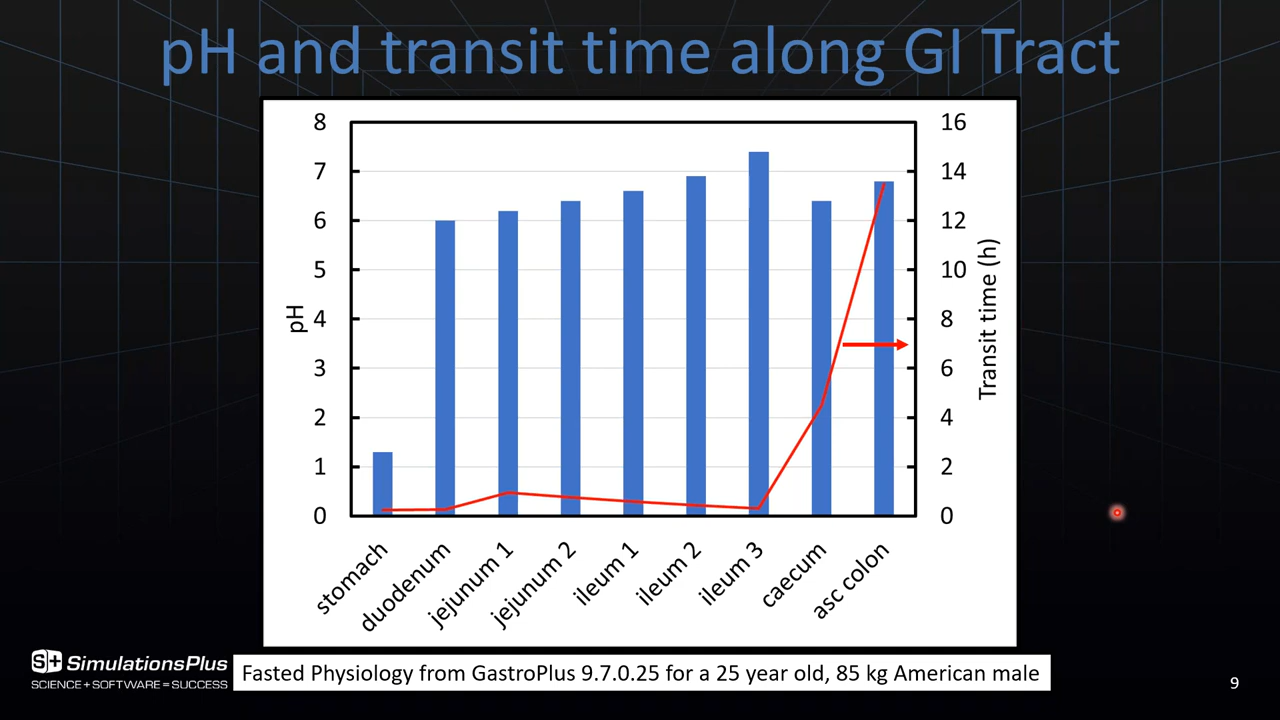 pH and transit time along GI Tract
8
7
6
5
4
3
2
1
0
pH
16
14
12
10
8
6
4
2
0
Transit time (h)
stomach
duodenum
jejunum 1
jejunum 2
ileum 1
ileum 2
ileum 3
caecum
asc colon
S+ SimulationsPlus
SCIENCE + SOFTWARE = SUCCESS
Fasted Physiology from GastroPlus 9.7.0.25 for a 25 year old, 85 kg American male
9